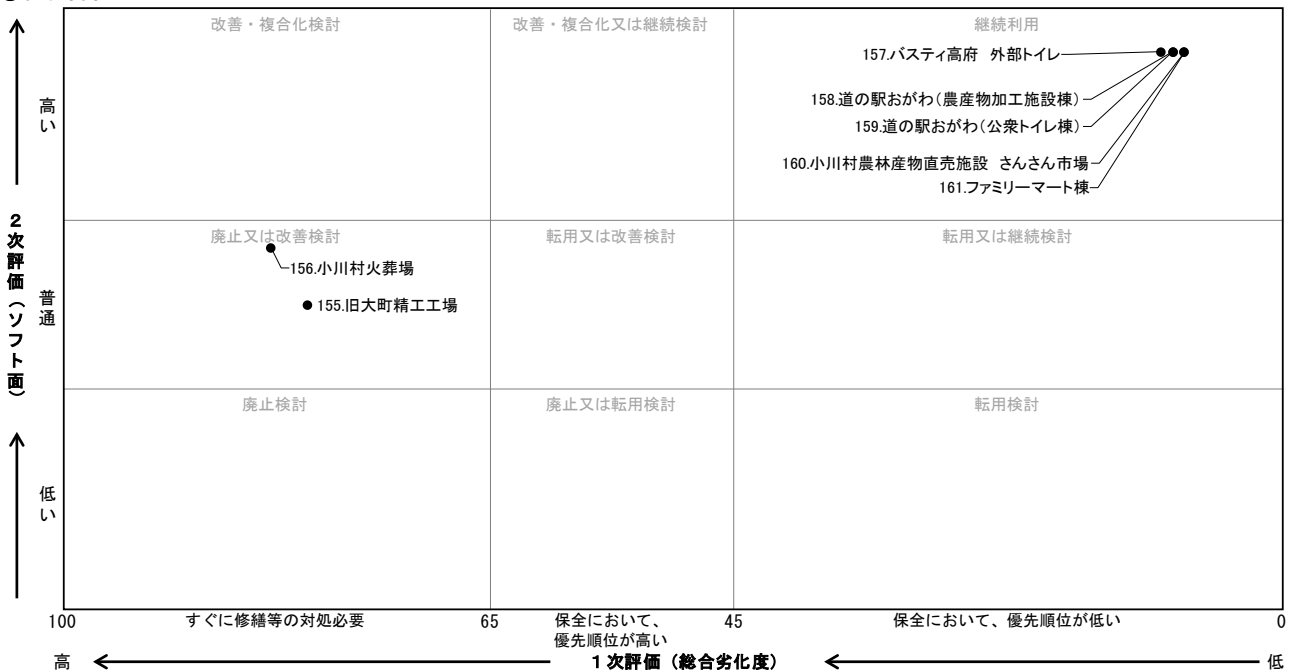 改善・複合化検討
改善・複合化又は継続検討
継続利用
157.バスティ高府 外部トイレ
158.道の駅おがわ(農産物加工施設棟)
159.道の駅おがわ(公衆トイレ棟)
160.小川村農林産物直売施設 さんさん市場
161.ファミリーマート棟
高い
2次評価(ソフト面)
廃止又は改善検討
転用又は改善検討
転用又は継続検討
156.小川村火葬場
155.旧大町精工工場
普通
廃止検討
廃止又は転用検討
転用検討
低い
100
すぐに修繕等の対処必要
65
保全において、
優先順位が高い
45
保全において、優先順位が低い
0
高
1次評価(総合劣化度)
低